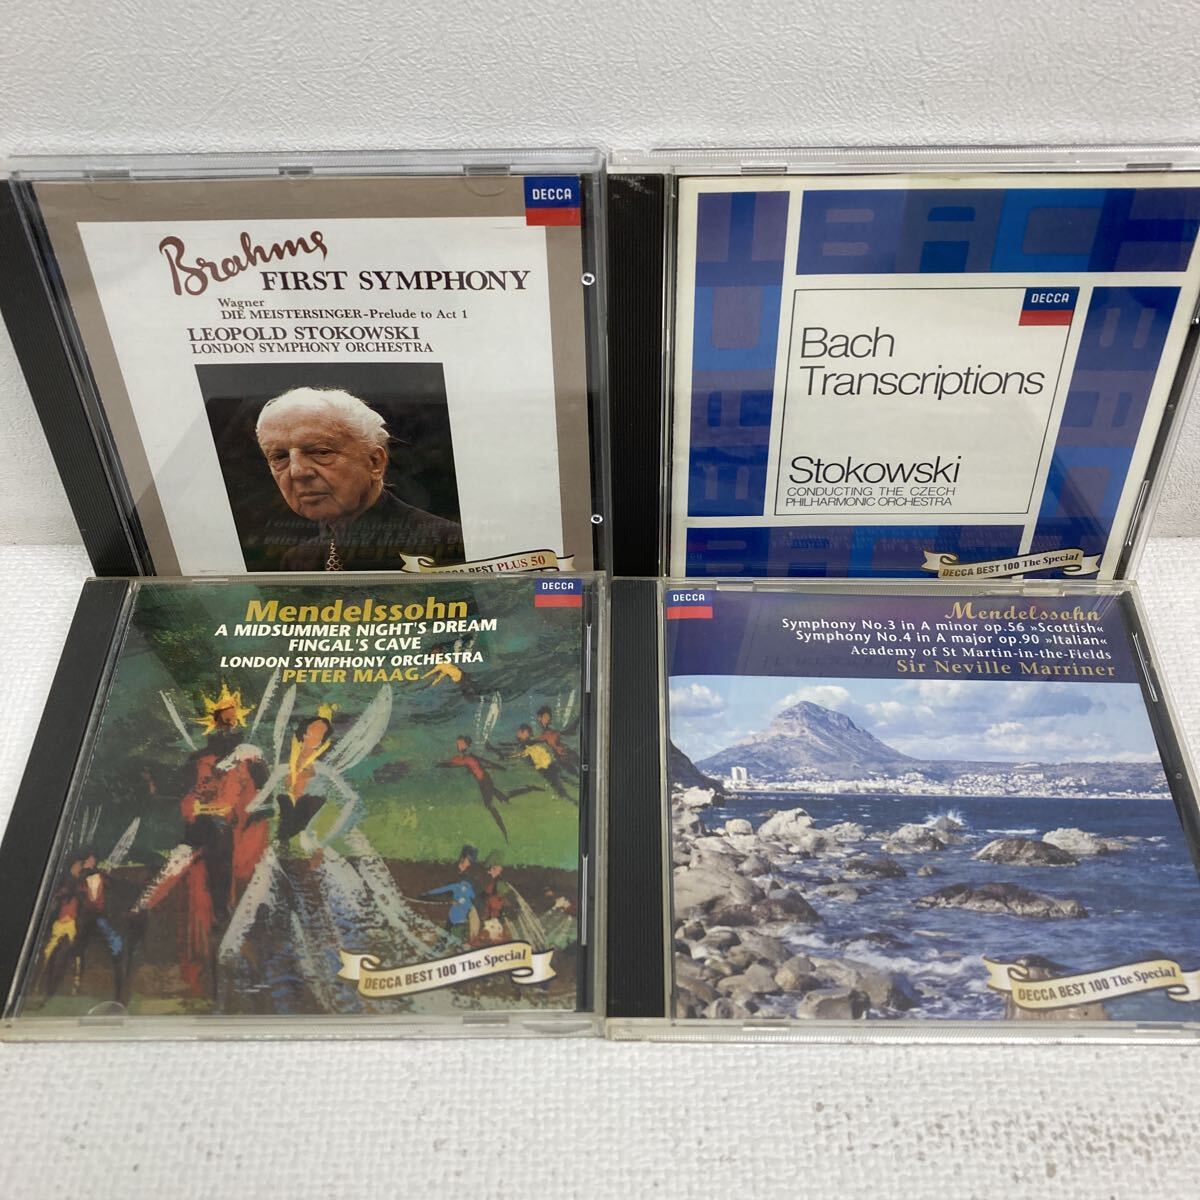 DECCA
Brahms
FIRST SYMPHONY
Wagner
DIE MEISTERSINGER-Prelude to Act 1
LEOPOLD STOKOWSKI
LONDON SYMPHONY ORCHESTRA
DECCA BEST PLUS 50
BACH
DECCA
Bach
Transcriptions
Stokowski
CONDUCTING THE CZECH
PHILHARMONIC ORCHESTRA
DECCA BEST 100 The Special
DECCA
Mendelssohn
A MIDSUMMER NIGHT'S DREAM
FINGAL'S CAVE
LONDON SYMPHONY ORCHESTRA
PETER MAAG
DECCA BEST 100 The Special
DECCA
Mendelssohn
Symphony No.3 in A minor op.56 »Scottish«
Symphony No.4 in A major op.90 »Italian«
Academy of St Martin-in-the-Fields
Sir Neville Marriner
DECCA BEST 100 The Special